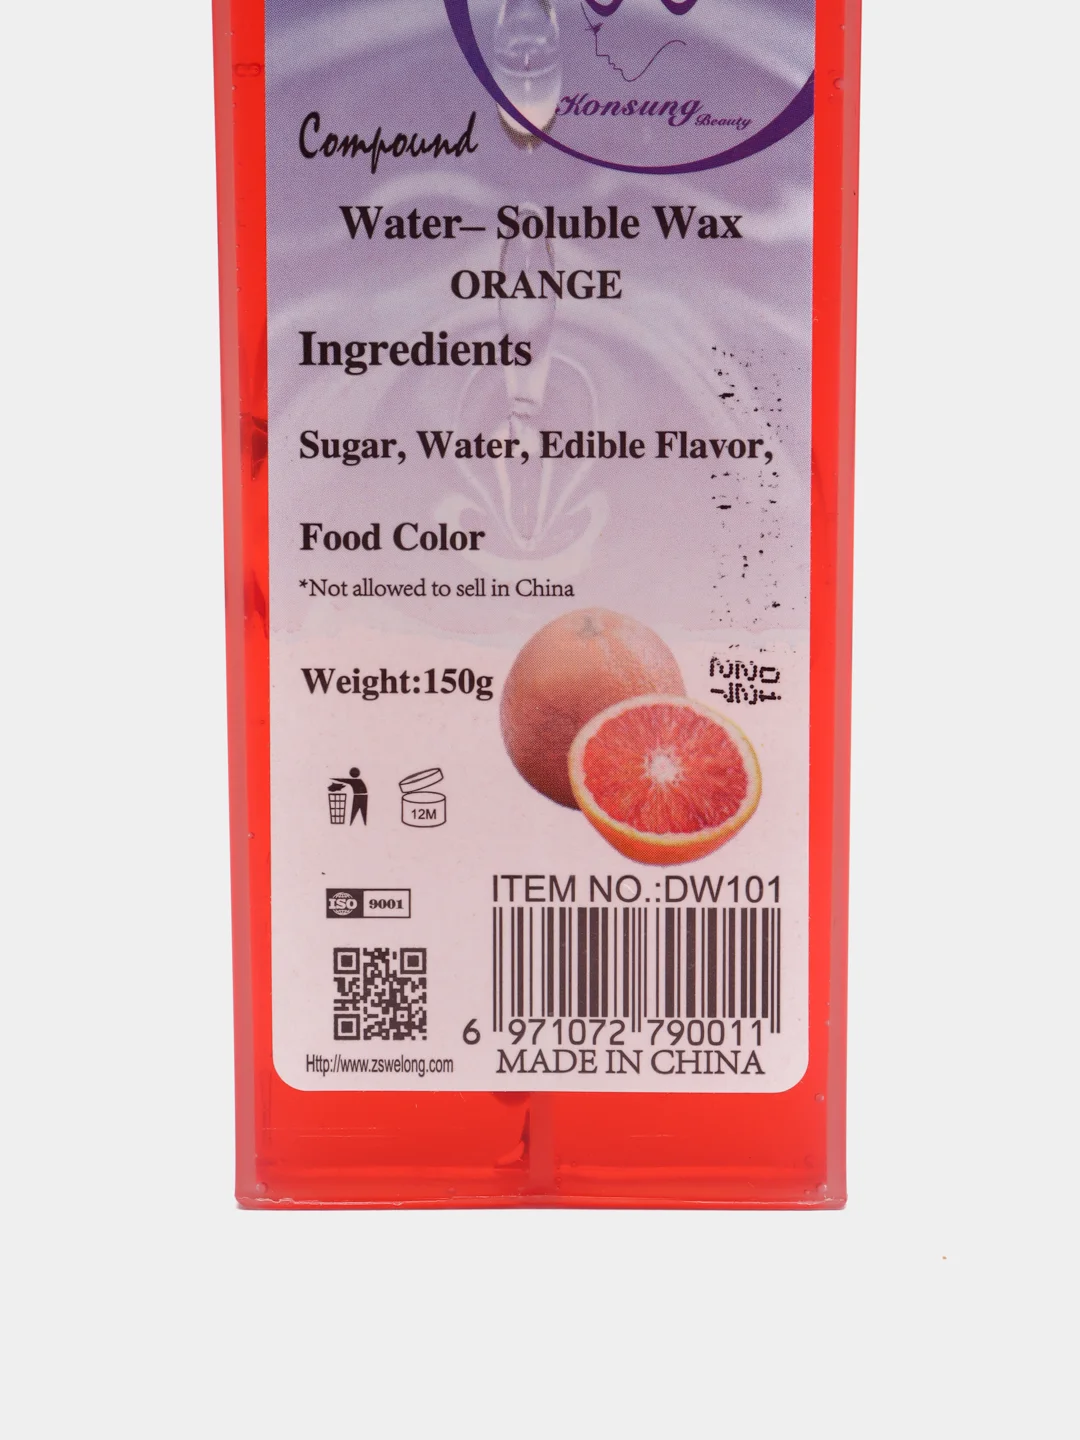 Konsung
Beauty
Compound
Water– Soluble Wax
ORANGE
Ingredients
Sugar, Water, Edible Flavor,
Food Color
*Not allowed to sell in China
Weight:150g
12M
ISO 9001
ITEM NO.:DW101
6 971072 790011
Http://www.zswelong.com
MADE IN CHINA